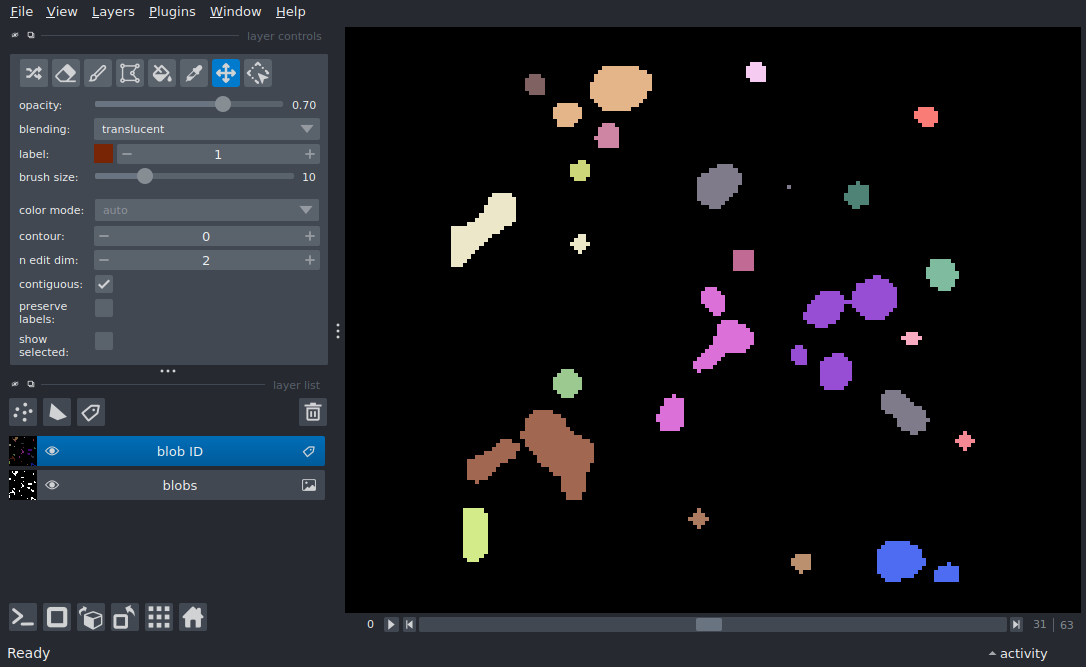 File View Layers Plugins Window Help
layer controls
opacity: 0.70
blending: translucent
label: 1
brush size: 10
color mode: auto
contour: 0
n edit dim: 2
contiguous:
preserve
labels:
show
selected:
layer list
blob ID
blobs
0 31 | 63
Ready activity